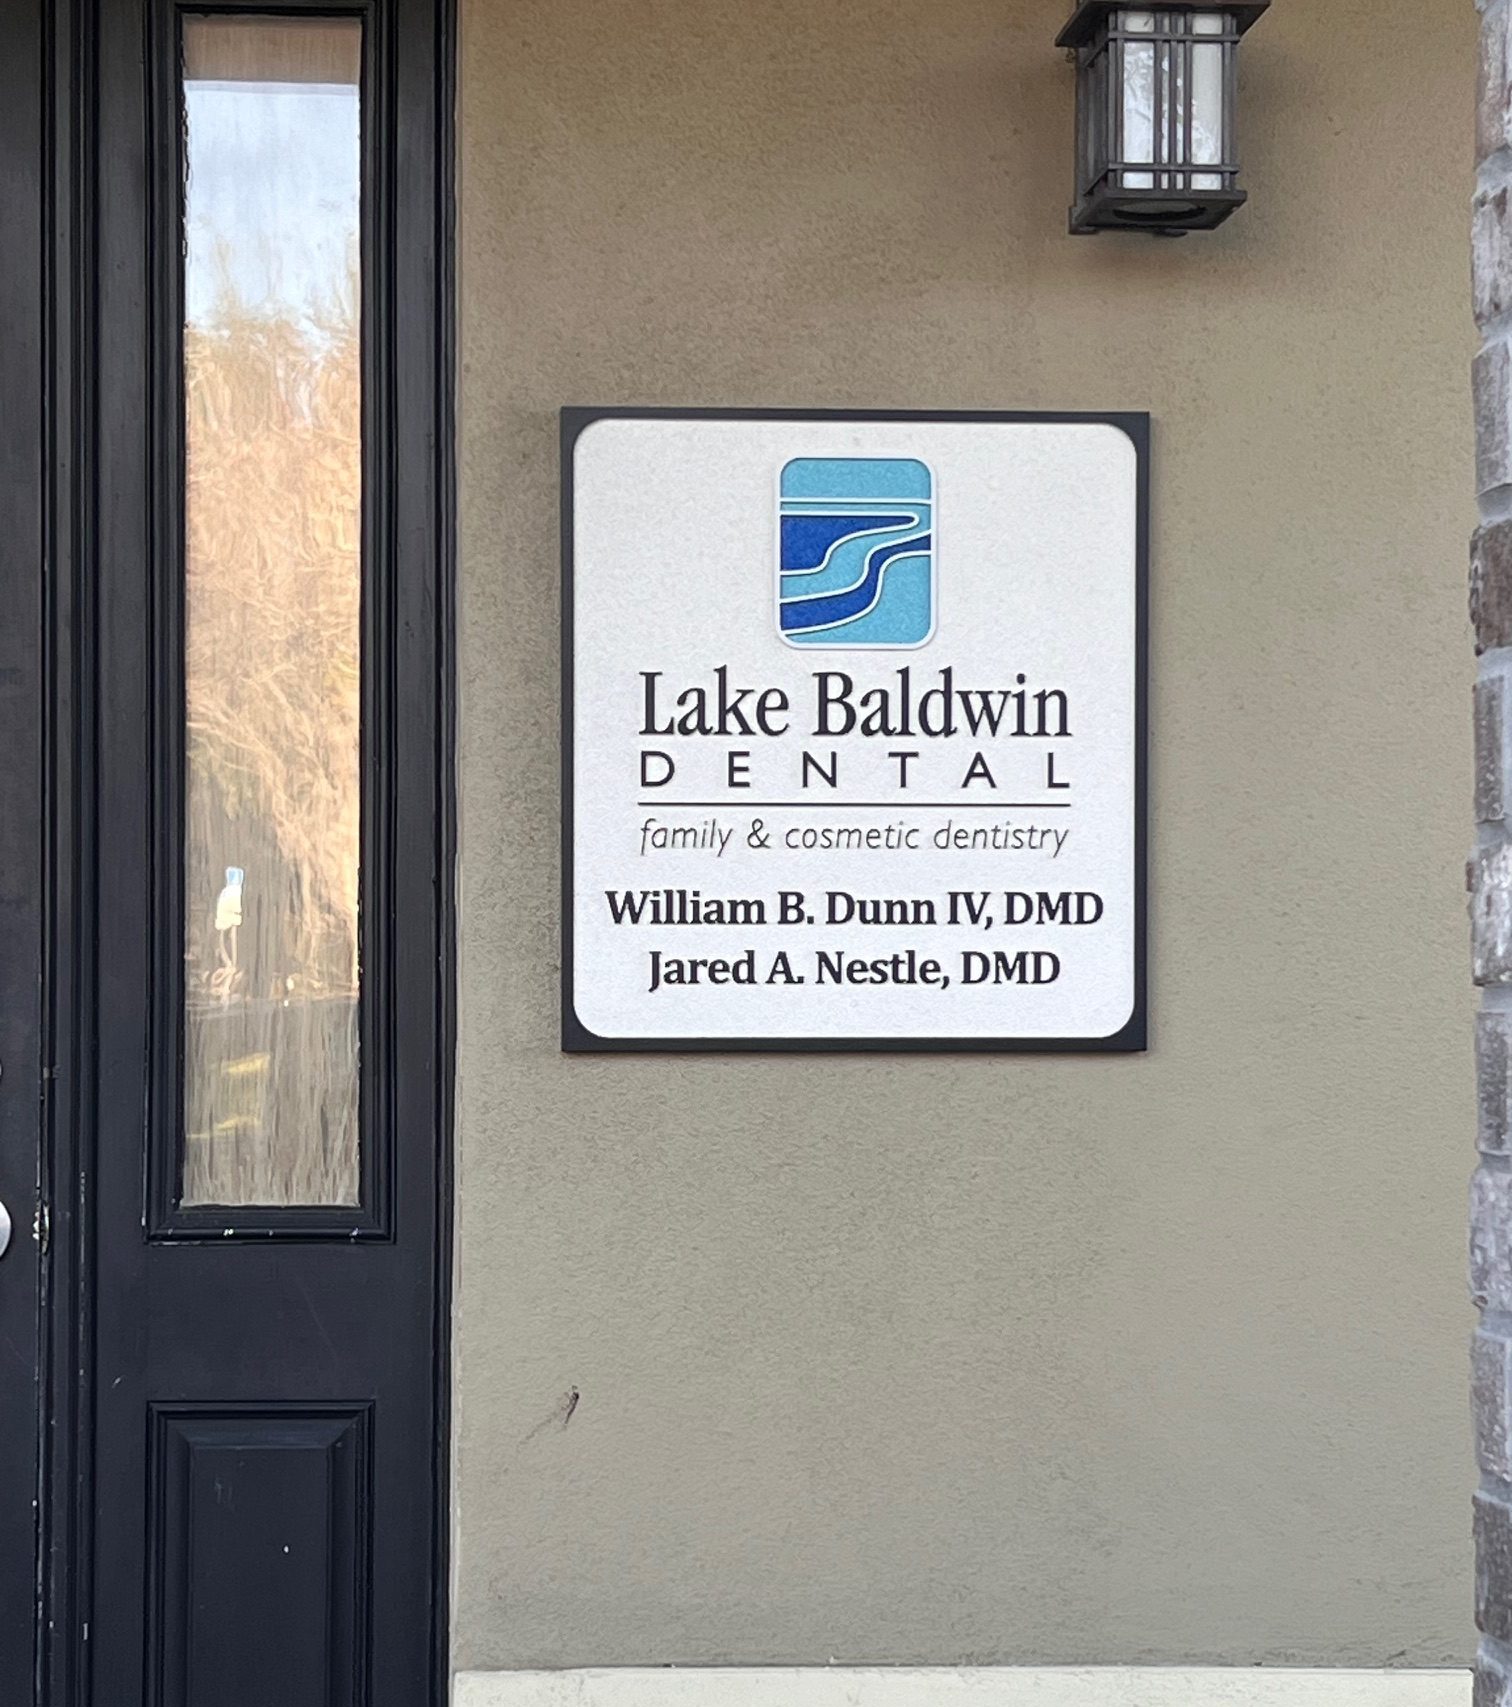 Lake Baldwin
DENTAL
family & cosmetic dentistry
William B. Dunn IV, DMD
Jared A. Nestle, DMD